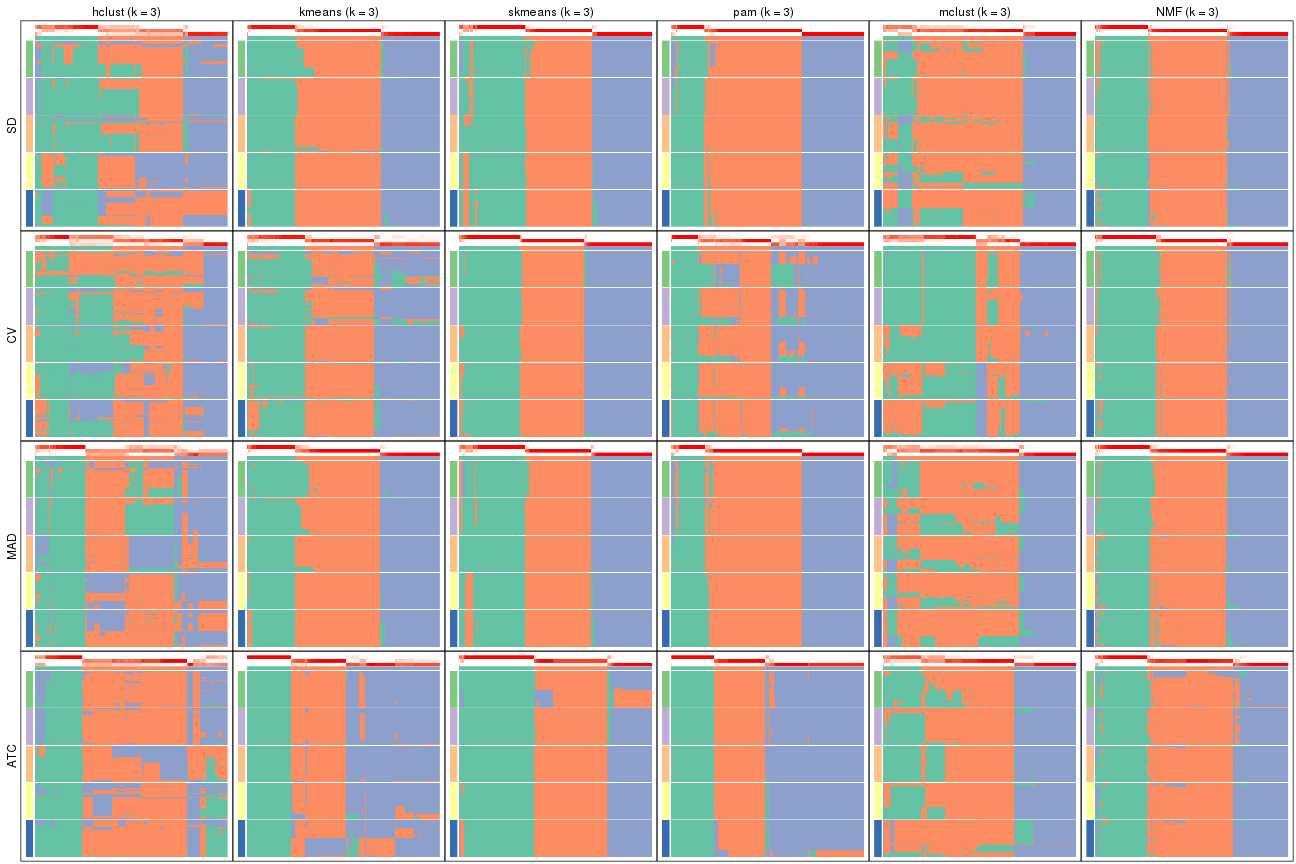 hclust (k = 3)
kmeans (k = 3)
skmeans (k = 3)
pam (k = 3)
mclust (k = 3)
NMF (k = 3)
SD
CV
MAD
ATC